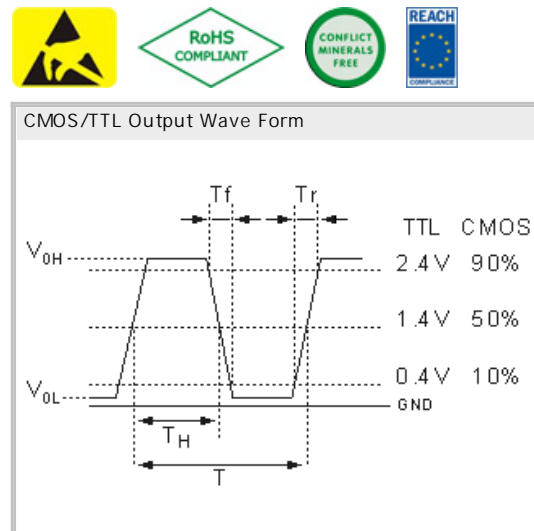 RoHS
COMPLIANT
CONFLICT
MINERALS
FREE
REACH
COMPLIANCE
CMOS/TTL Output Wave Form
Tf Tr
TTL CMOS
V0H 2.4V 90%
1.4V 50%
0.4V 10%
V0L
GND
TH
T